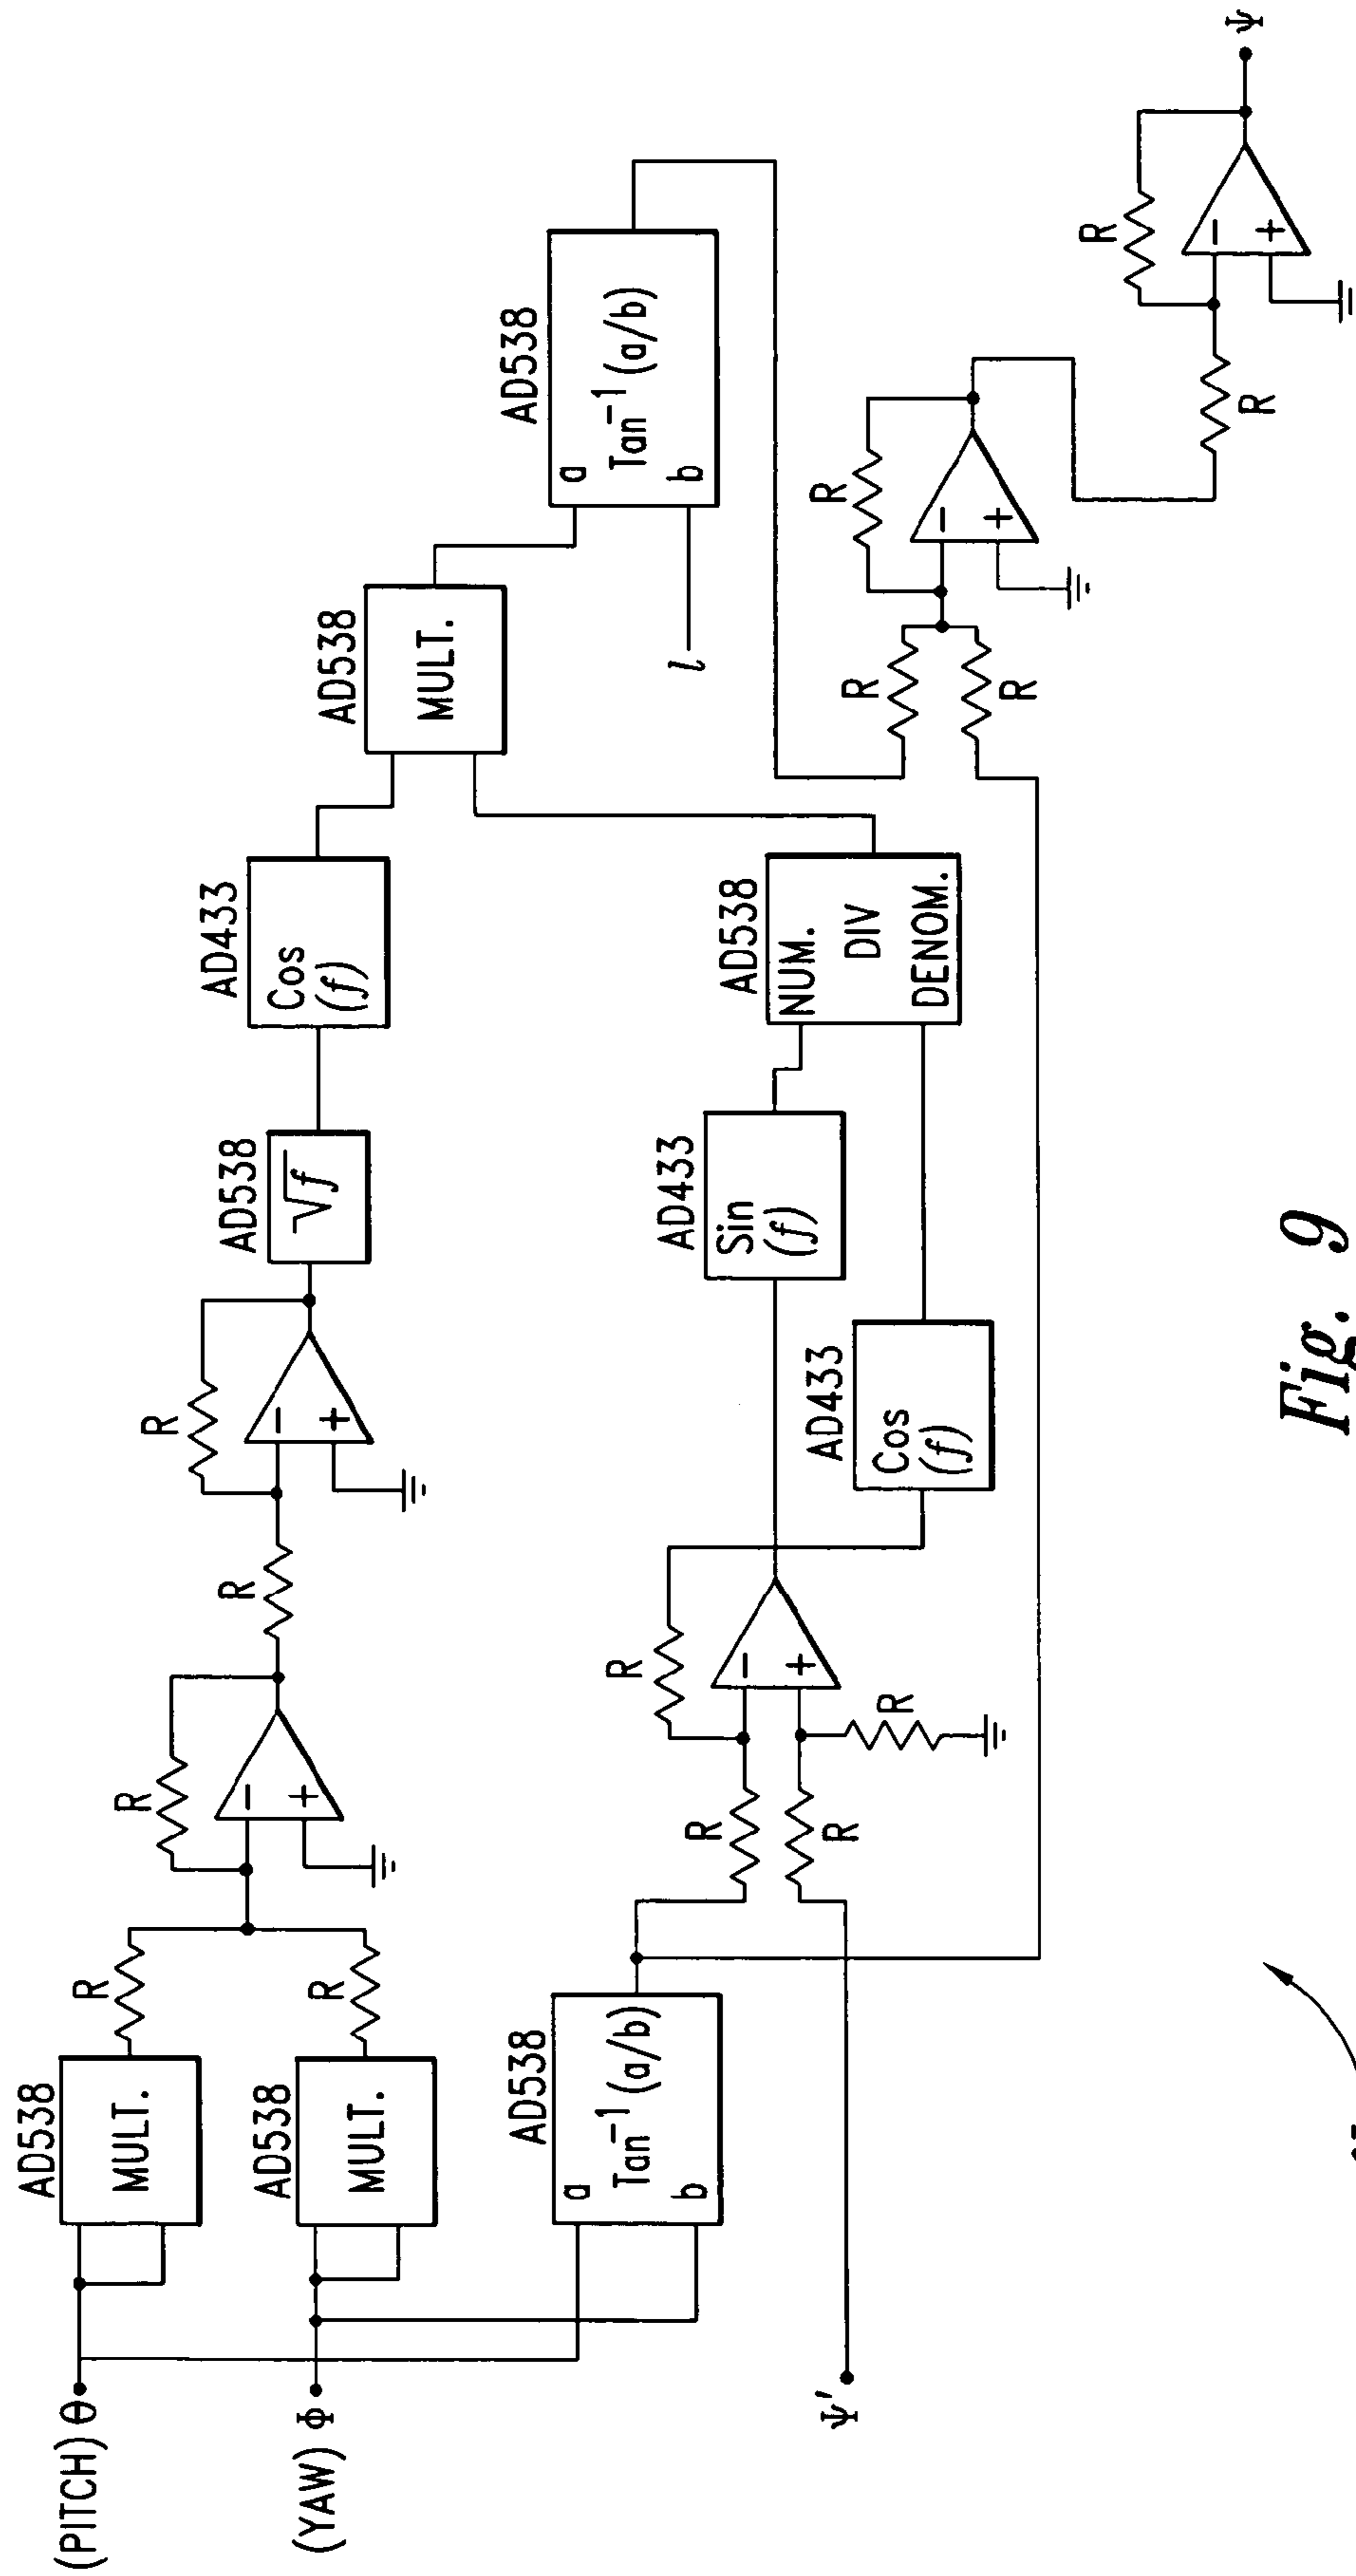 (PITCH) θ
(YAW) Φ
Ψ'
AD538
MULT.
AD538
MULT.
R
R
R
R
R
AD538
√f
AD433
Cos
(f)
AD538
MULT.
AD538
a
Tan⁻¹ (a/b)
b
l
AD538
a
Tan⁻¹ (a/b)
b
R
R
R
R
AD433
Sin
(f)
AD433
Cos
(f)
AD538
NUM.
DIV
DENOM.
R
R
R
R
R
Ψ
− +
− +
− +
− +
− +
Fig. 9